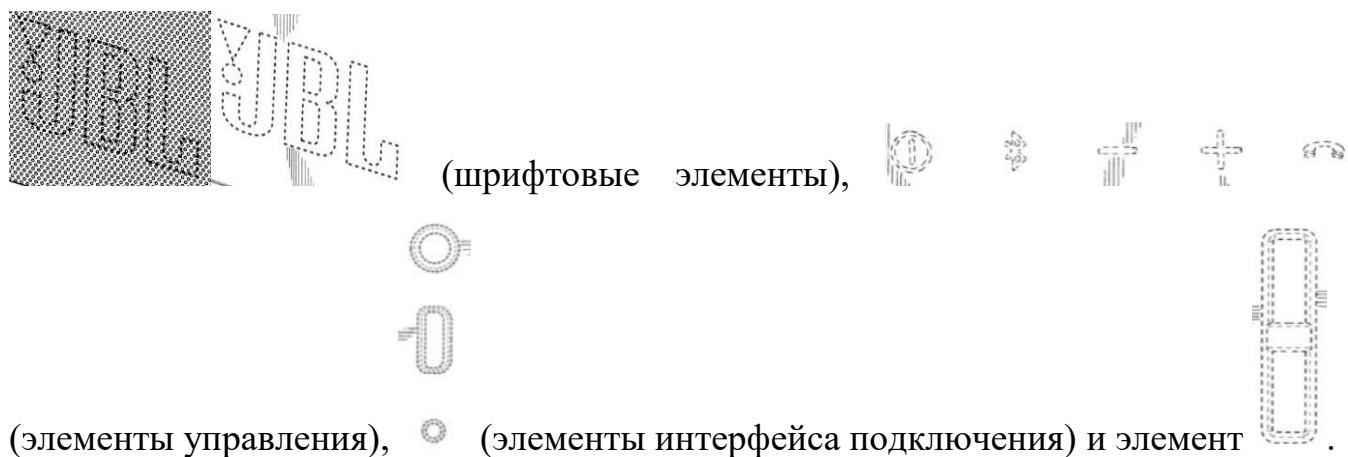 JBL JBL (шрифтовые элементы),
(элементы управления), (элементы интерфейса подключения) и элемент .